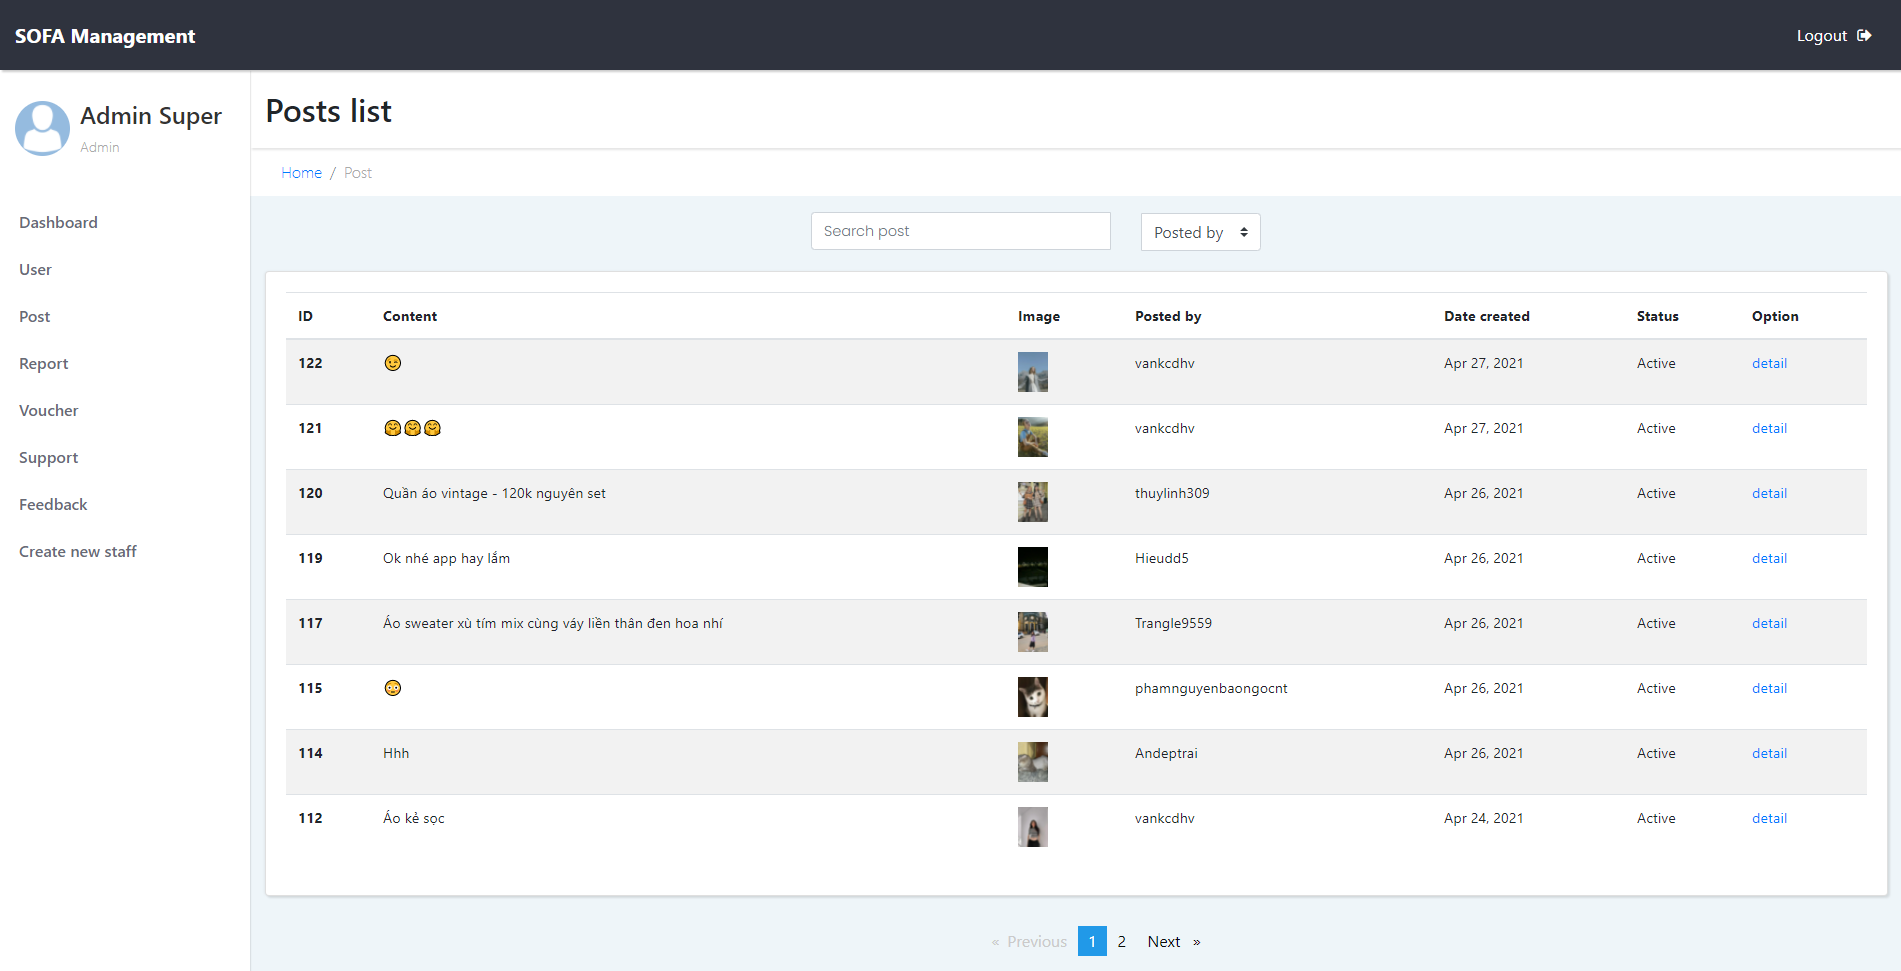 SOFA Management
Logout
Admin Super
Admin
Dashboard
User
Post
Report
Voucher
Support
Feedback
Create new staff
Posts list
Home / Post
Search post
Posted by
ID Content Image Posted by Date created Status Option
122 😉 vankcdhv Apr 27, 2021 Active detail
121 🤗🤗🤗 vankcdhv Apr 27, 2021 Active detail
120 Quần áo vintage - 120k nguyên set thuylinh309 Apr 26, 2021 Active detail
119 Ok nhé app hay lắm Hieudd5 Apr 26, 2021 Active detail
117 Áo sweater xù tím mix cùng váy liền thân đen hoa nhí Trangle9559 Apr 26, 2021 Active detail
115 😳 phamnguyenbaongocnt Apr 26, 2021 Active detail
114 Hhh Andeptrai Apr 26, 2021 Active detail
112 Áo kẻ sọc vankcdhv Apr 24, 2021 Active detail
« Previous 1 2 Next »